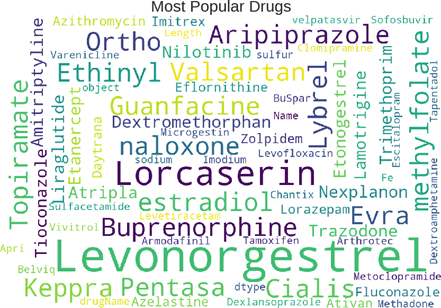 Most Popular Drugs
Azithromycin
Imitrex
velpatasvir
Sofosbuvir
Varenicline
Length
sulfur
Clomipramine
Ortho
Aripiprazole
Nilotinib
Tapentadol
Amitriptyline
Ethinyl
Valsartan
Eflornithine
object
Guanfacine
BuSpar
Lybrel
Etonogestrel
Lamotrigine
Trimethoprim
Escitalopram
methylfolate
Topiramate
Tioconazole
Liraglutide
Etanercept
Daytrana
Dextromethorphan
Name
Microgestin
Zolpidem
naloxone
Levofloxacin
sodium
Imodium
Lorcaserin
Chantix
Fe
Nexplanon
Atripla
Sulfacetamide
estradiol
Lorazepam
Evra
Levetiracetam
Vivitrol
Buprenorphine
Trazodone
Dextroamphetamine
Armodafinil
Tamoxifen
Arthrotec
Apri
Levonorgestrel
Belviq
Metoclopramide
Keppra
Pentasa
dtype
Cialis
Fluconazole
drugName
Azelastine
Dexlansoprazole
Ativan
Methadone